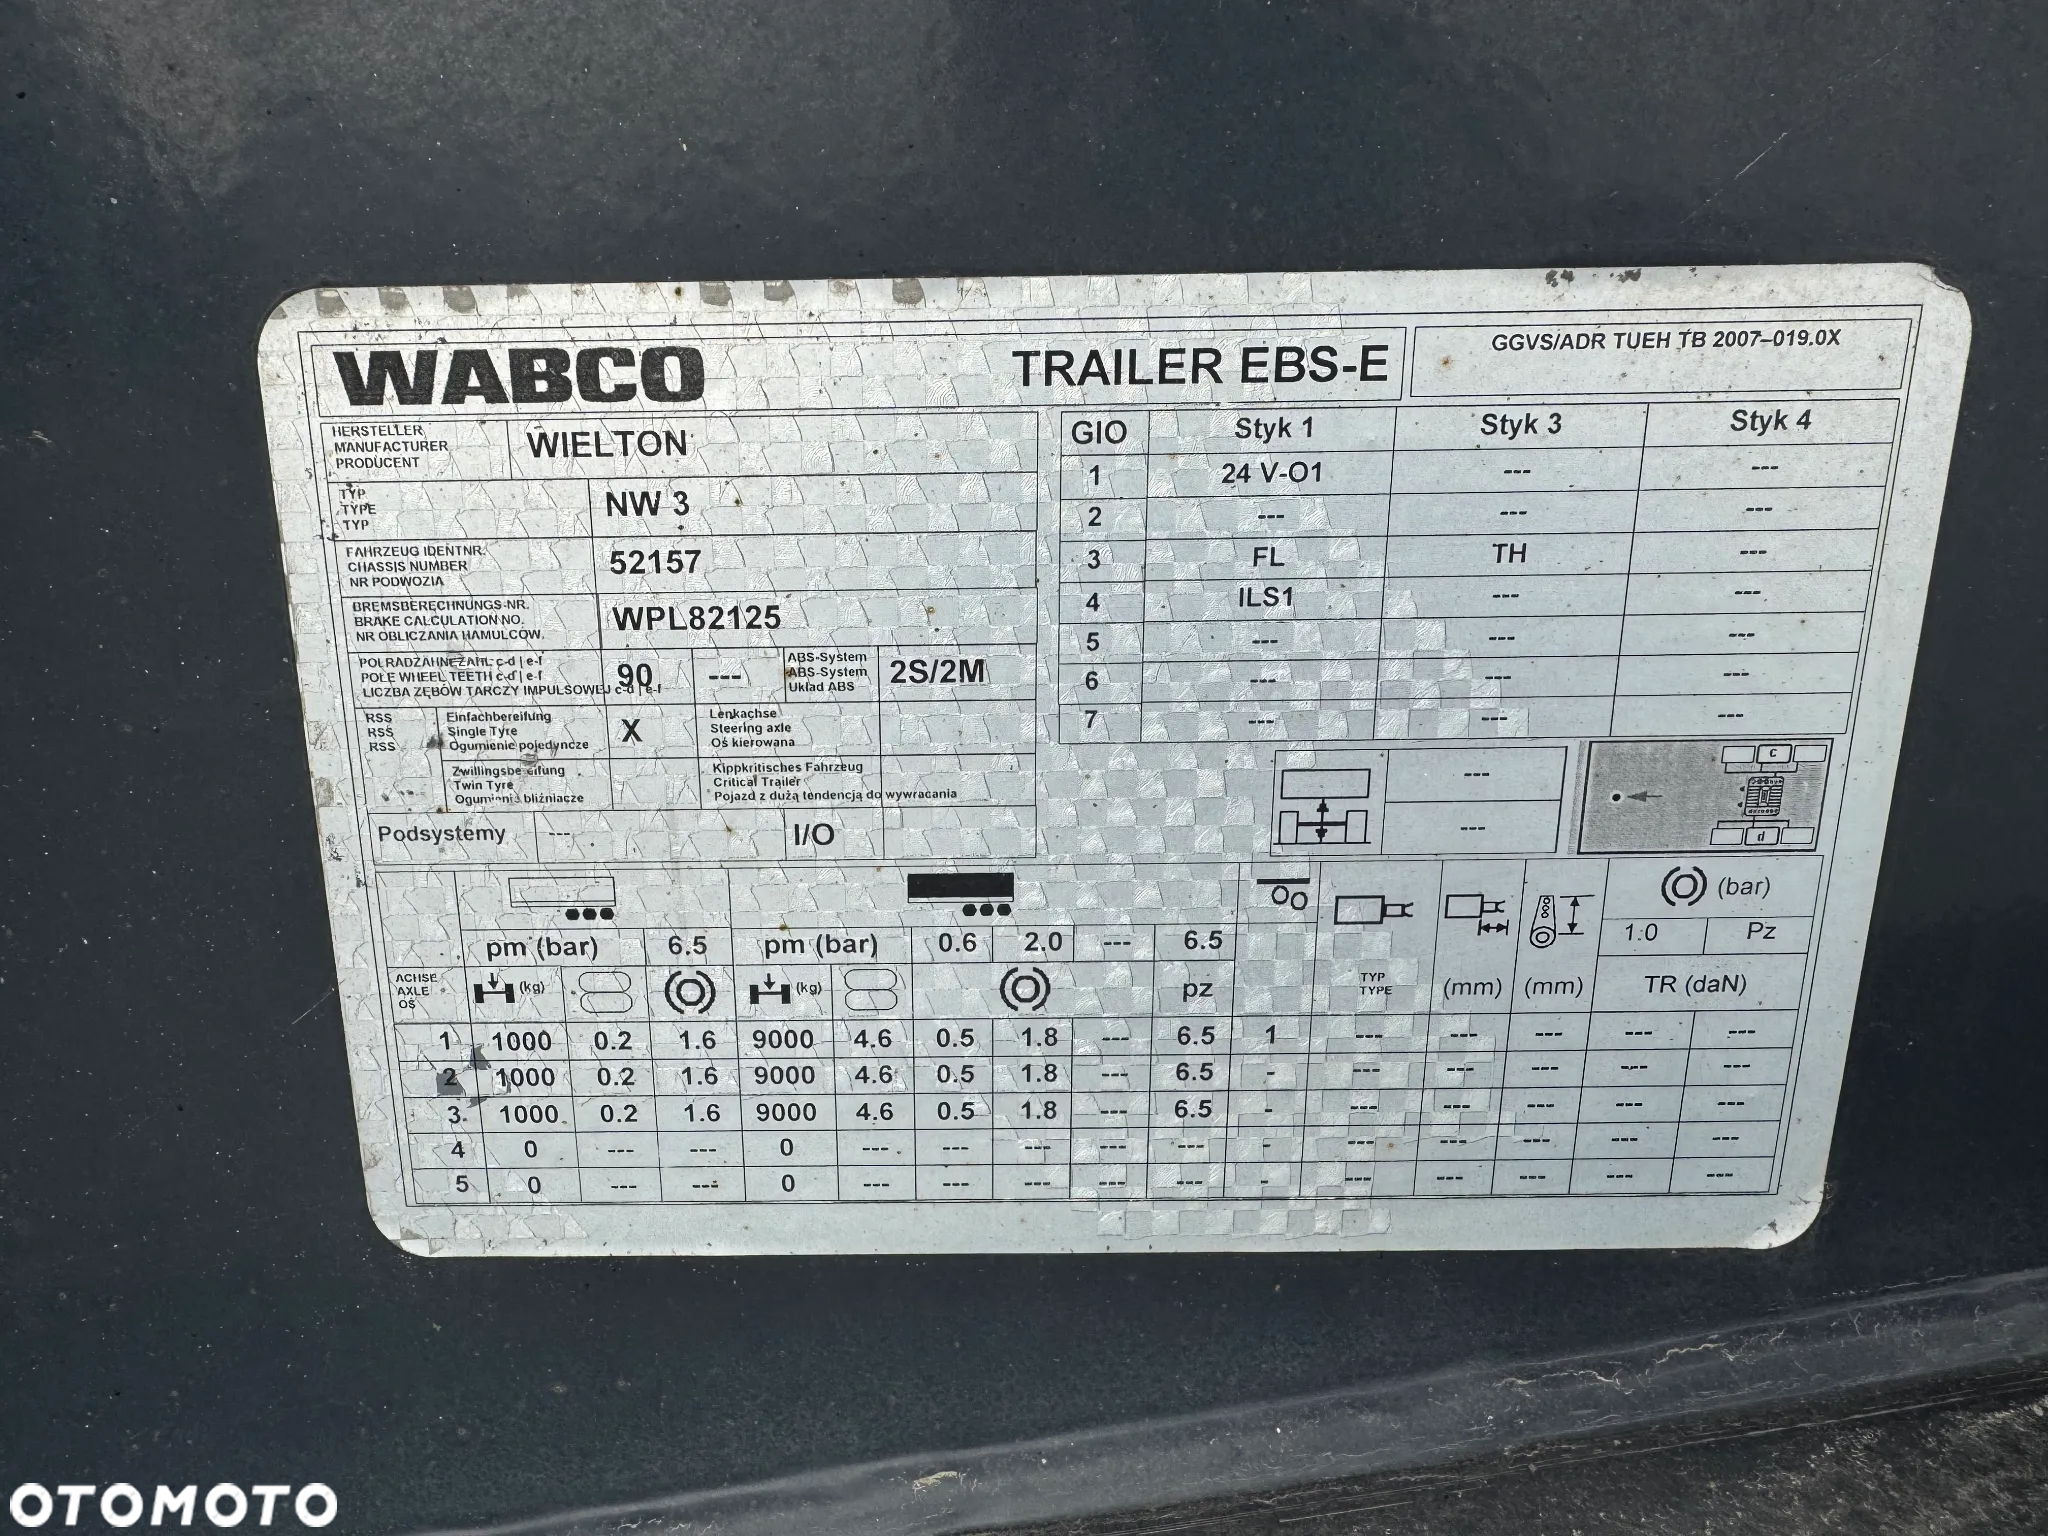 WABCO TRAILER EBS-E GGVS/ADR TUEH TB 2007-019.0X
HERSTELLER
MANUFACTURER
PRODUCENT
WIELTON
TYP
TYPE
TYP
NW 3
FAHRZEUG IDENTNR.
CHASSIS NUMBER
NR PODWOZIA
52157
BREMSBERECHNUNGS-NR.
BRAKE CALCULATION NO.
NR OBLICZANIA HAMULCÓW.
WPL82125
POLRADZÄHNEZAHL c-d | e-f
POLE WHEEL TEETH c-d | e-f
LICZBA ZĘBÓW TARCZY IMPULSOWEJ c-d | e-f
90 ---
ABS-System
ABS-System
Układ ABS
2S/2M
RSS
RSS
RSS
Einfachbereifung
Single Tyre
Ogumienie pojedyncze
X
Lenkachse
Steering axle
Oś kierowana
Zwillingsbereifung
Twin Tyre
Ogumienie bliźniacze
Kippkritisches Fahrzeug
Critical Trailer
Pojazd z dużą tendencją do wywracania
Podsystemy --- I/O
GIO Styk 1 Styk 3 Styk 4
1 24 V-O1 --- ---
2 --- --- ---
3 FL TH ---
4 ILS1 --- ---
5 --- --- ---
6 --- --- ---
7 --- --- ---
---
---
c
d
(bar)
pm (bar) 6.5 pm (bar) 0.6 2.0 --- 6.5 1.0 Pz
ACHSE
AXLE
OŚ
(kg) (kg) pz
TYP
TYPE
(mm) (mm) TR (daN)
1 1000 0.2 1.6 9000 4.6 0.5 1.8 --- 6.5 1 --- --- --- --- ---
2 1000 0.2 1.6 9000 4.6 0.5 1.8 --- 6.5 - --- --- --- --- ---
3 1000 0.2 1.6 9000 4.6 0.5 1.8 --- 6.5 - --- --- --- --- ---
4 0 --- --- 0 --- --- --- --- --- - --- --- --- --- ---
5 0 --- --- 0 --- --- --- --- --- - --- --- --- --- ---
OTOMOTO